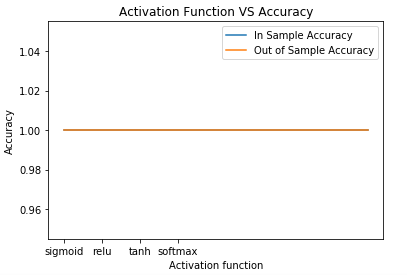 Activation Function VS Accuracy
In Sample Accuracy
Out of Sample Accuracy
1.04
1.02
1.00
0.98
0.96
Accuracy
sigmoid relu tanh softmax
Activation function